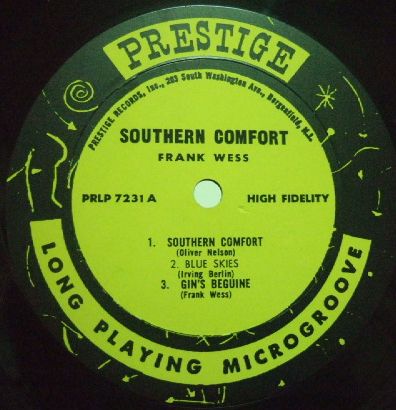 PRESTIGE
PRESTIGE RECORDS, Inc., 203 South Washington Ave., Bergenfield, N.J.
SOUTHERN COMFORT
FRANK WESS
PRLP 7231 A
HIGH FIDELITY
1. SOUTHERN COMFORT
(Oliver Nelson)
2. BLUE SKIES
(Irving Berlin)
3. GIN'S BEGUINE
(Frank Wess)
LONG PLAYING MICROGROOVE